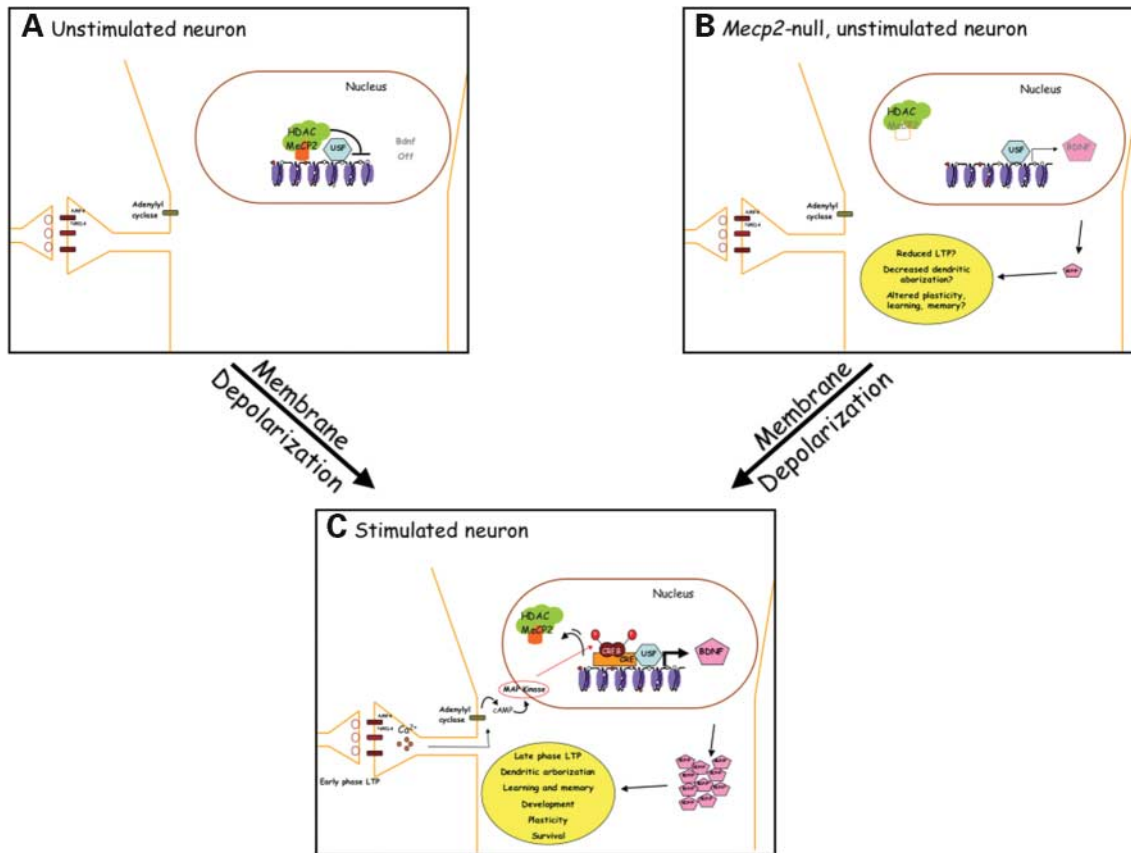 A Unstimulated neuron
Nucleus
HDAC
MeCP2
USF
Bdnf
Off
Adenylyl
cyclase
B Mecp2-null, unstimulated neuron
Nucleus
HDAC
MeCP2
USF
BDNF
Adenylyl
cyclase
Reduced LTP?
Decreased dendritic
aborization?
Altered plasticity,
learning, memory?
Membrane
Depolarization
Membrane
Depolarization
C Stimulated neuron
Nucleus
HDAC
MeCP2
CREB
CRE
USF
BDNF
MAP Kinase
Adenylyl
cyclase
cAMP
Ca2+
Early phase LTP
Late phase LTP
Dendritic arborization
Learning and memory
Development
Plasticity
Survival